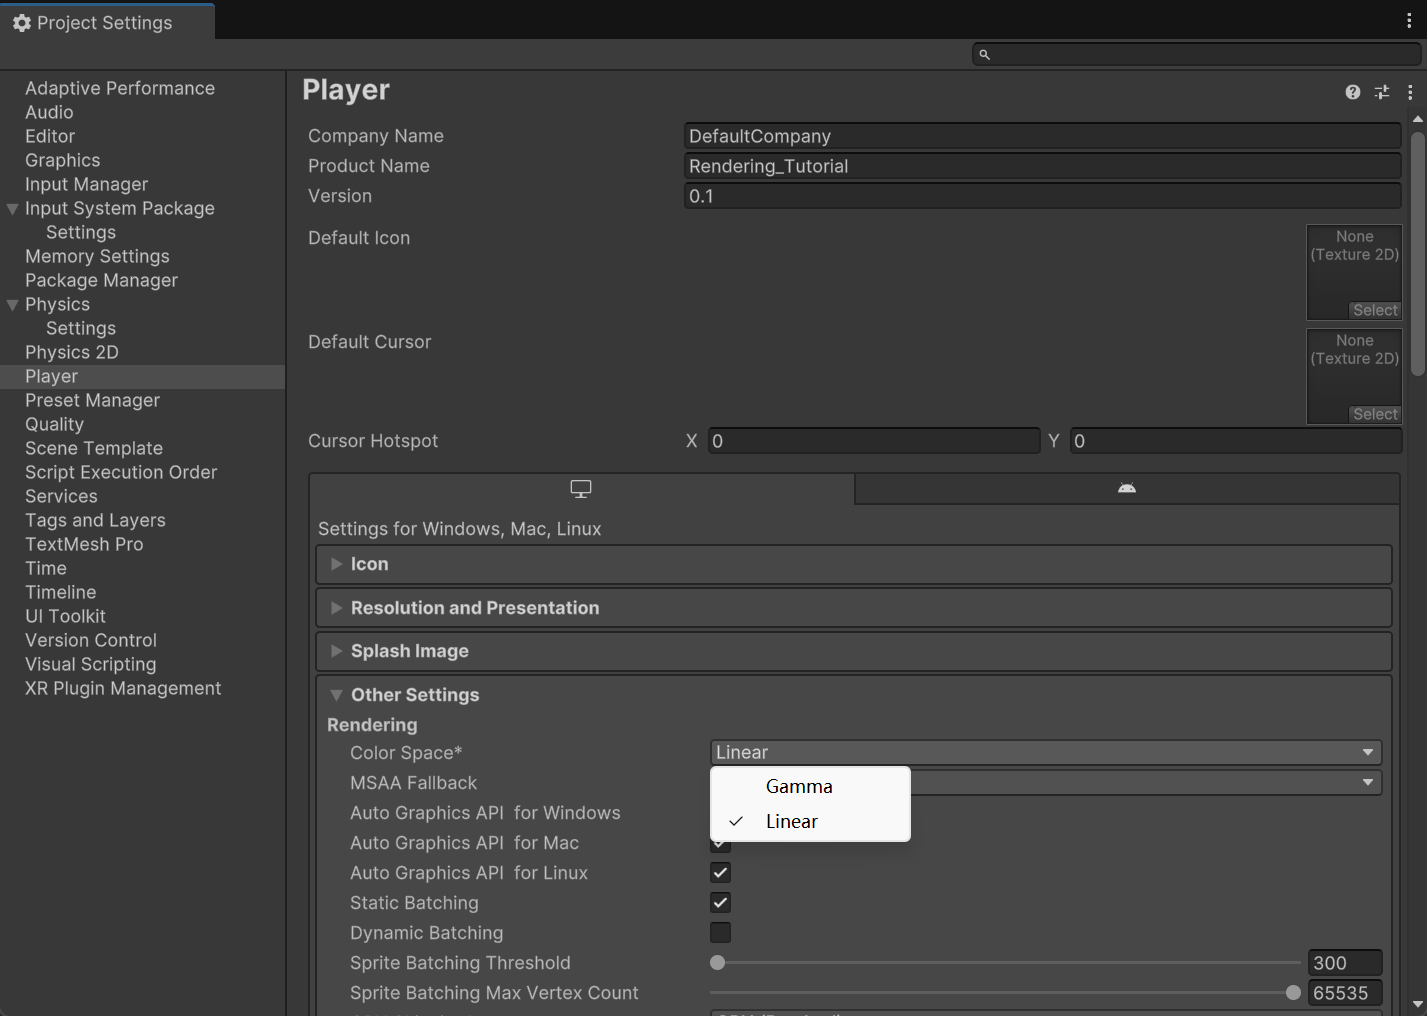 Project Settings
Adaptive Performance
Audio
Editor
Graphics
Input Manager
Input System Package
Settings
Memory Settings
Package Manager
Physics
Settings
Physics 2D
Player
Preset Manager
Quality
Scene Template
Script Execution Order
Services
Tags and Layers
TextMesh Pro
Time
Timeline
UI Toolkit
Version Control
Visual Scripting
XR Plugin Management
Player
Company Name DefaultCompany
Product Name Rendering_Tutorial
Version 0.1
Default Icon
None
(Texture 2D)
Select
Default Cursor
None
(Texture 2D)
Select
Cursor Hotspot X 0 Y 0
Settings for Windows, Mac, Linux
Icon
Resolution and Presentation
Splash Image
Other Settings
Rendering
Color Space* Linear
MSAA Fallback
Gamma
Linear
Auto Graphics API for Windows
Auto Graphics API for Mac
Auto Graphics API for Linux
Static Batching
Dynamic Batching
Sprite Batching Threshold 300
Sprite Batching Max Vertex Count 65535